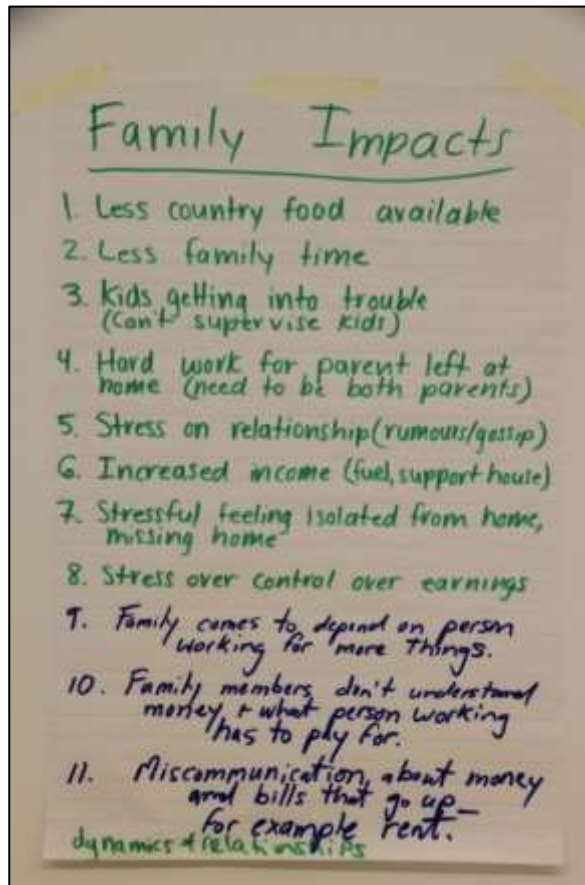 Family Impacts
1. Less country food available
2. Less family time
3. Kids getting into trouble
(Can't supervise kids)
4. Hard work for parent left at
home (need to be both parents)
5. Stress on relationship (rumours/gossip)
6. Increased income (fuel, support house)
7. Stressful feeling isolated from home,
missing home
8. Stress over control over earnings
9. Family comes to depend on person
working for more things.
10. Family members don't understand
money + what person working
has to pay for.
11. Miscommunication about money
and bills that go up –
for example rent.
dynamics + relationships